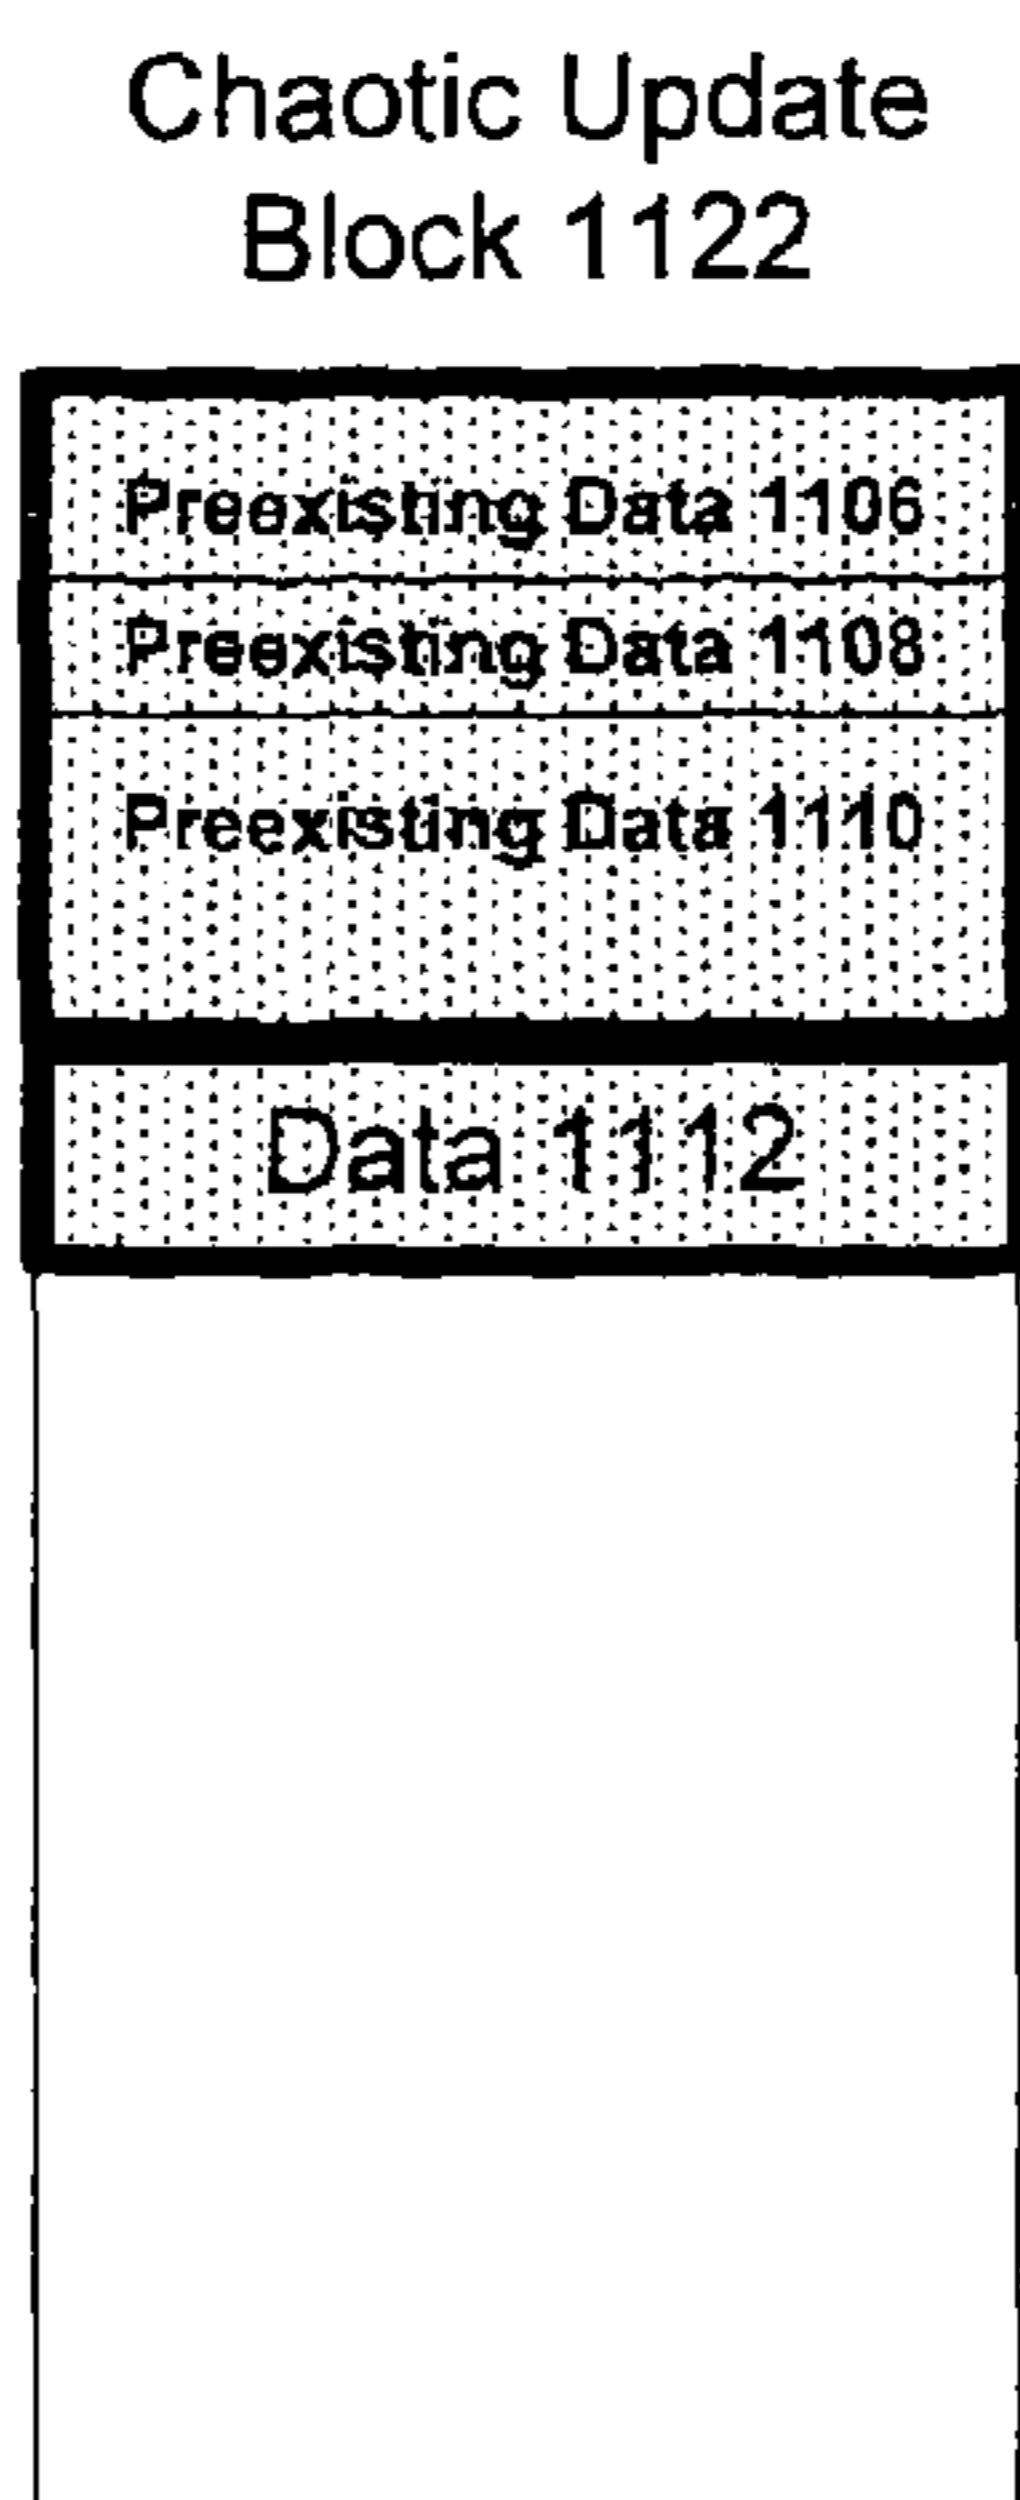 Chaotic Update
Block 1122
Preexisting Data 1106
Preexisting Data 1108
Preexisting Data 1110
Data 1112